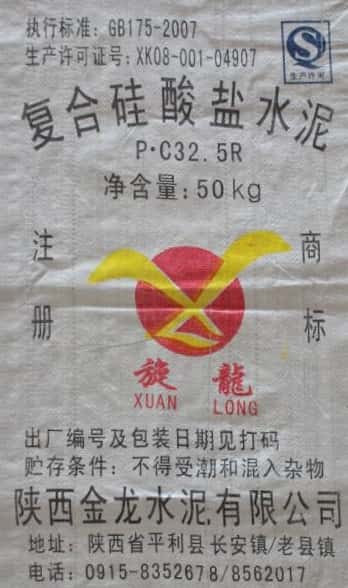 执行标准：GB175-2007
生产许可证号：XK08-001-04907
生产许可
复合硅酸盐水泥
P·C32.5R
净含量：50kg
注册 商标
旋龍
XUAN LONG
出厂编号及包装日期见打码
贮存条件：不得受潮和混入杂物
陕西金龙水泥有限公司
地址：陕西省平利县长安镇/老县镇
电话：0915-8352678/8562017